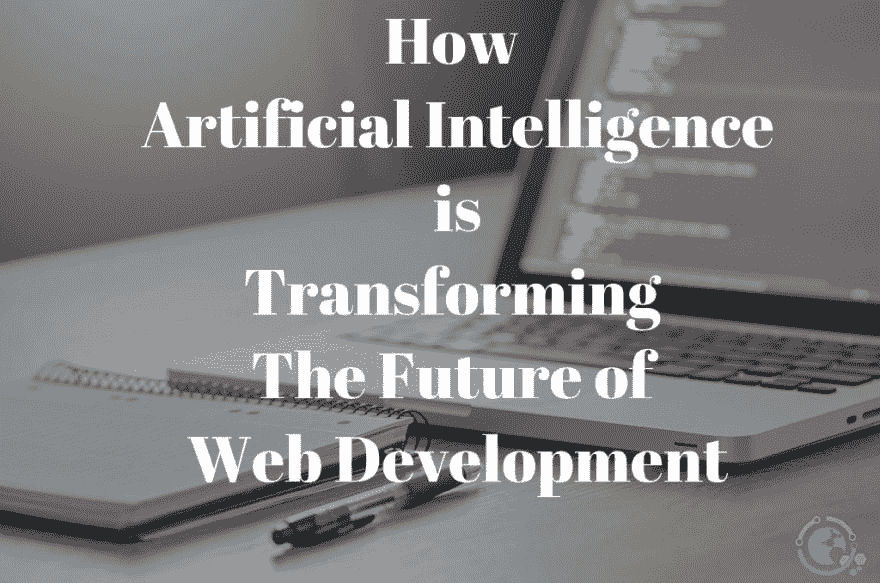 How
Artificial Intelligence
is
Transforming
The Future of
Web Development